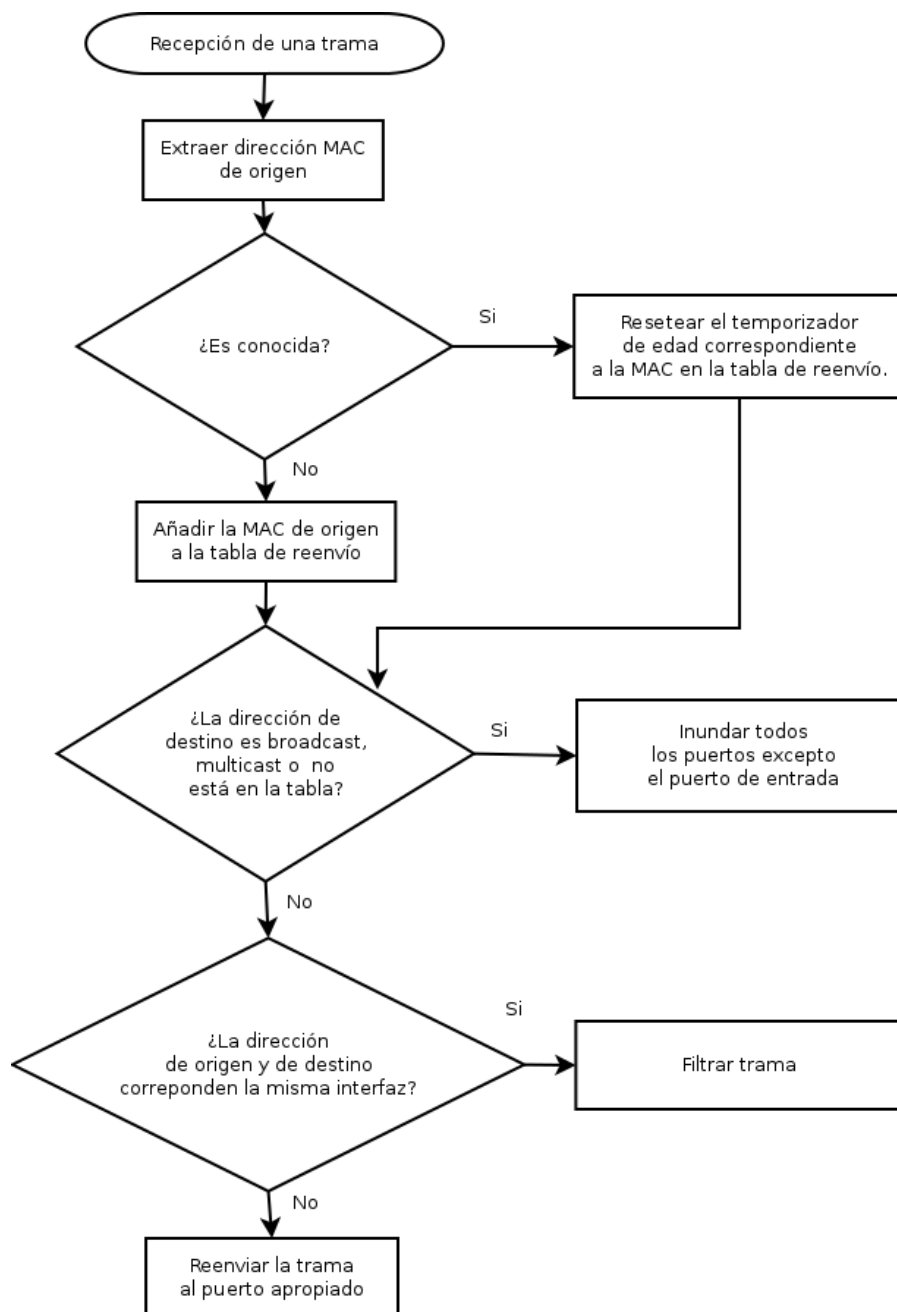 Recepción de una trama
Extraer dirección MAC
de origen
¿Es conocida?
Si
Resetear el temporizador
de edad correspondiente
a la MAC en la tabla de reenvío.
No
Añadir la MAC de origen
a la tabla de reenvío
¿La dirección de
destino es broadcast,
multicast o no
está en la tabla?
Si
Inundar todos
los puertos excepto
el puerto de entrada
No
¿La dirección
de origen y de destino
correponden la misma interfaz?
Si
Filtrar trama
No
Reenviar la trama
al puerto apropiado